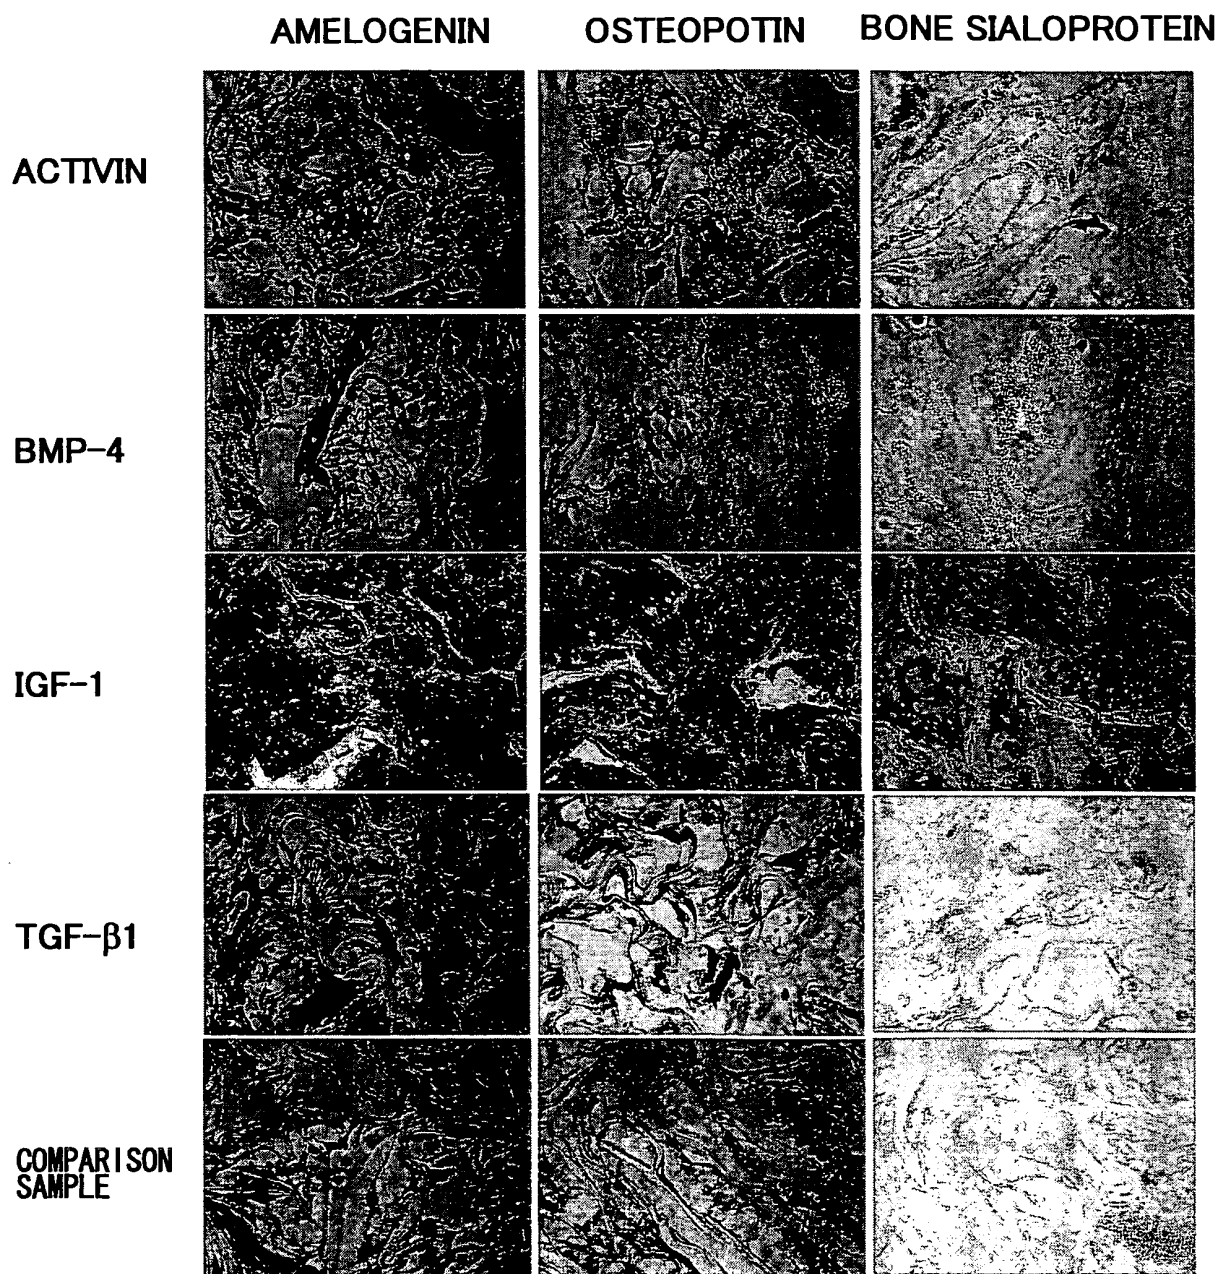 AMELOGENIN OSTEOPOTIN BONE SIALOPROTEIN
ACTIVIN
BMP-4
IGF-1
TGF-β1
COMPARISON
SAMPLE